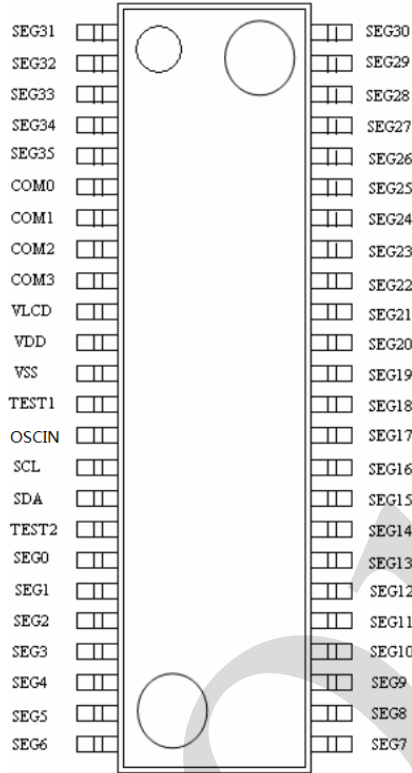 SEG31 SEG30
SEG32 SEG29
SEG33 SEG28
SEG34 SEG27
SEG35 SEG26
COM0 SEG25
COM1 SEG24
COM2 SEG23
COM3 SEG22
VLCD SEG21
VDD SEG20
VSS SEG19
TEST1 SEG18
OSCIN SEG17
SCL SEG16
SDA SEG15
TEST2 SEG14
SEG0 SEG13
SEG1 SEG12
SEG2 SEG11
SEG3 SEG10
SEG4 SEG9
SEG5 SEG8
SEG6 SEG7